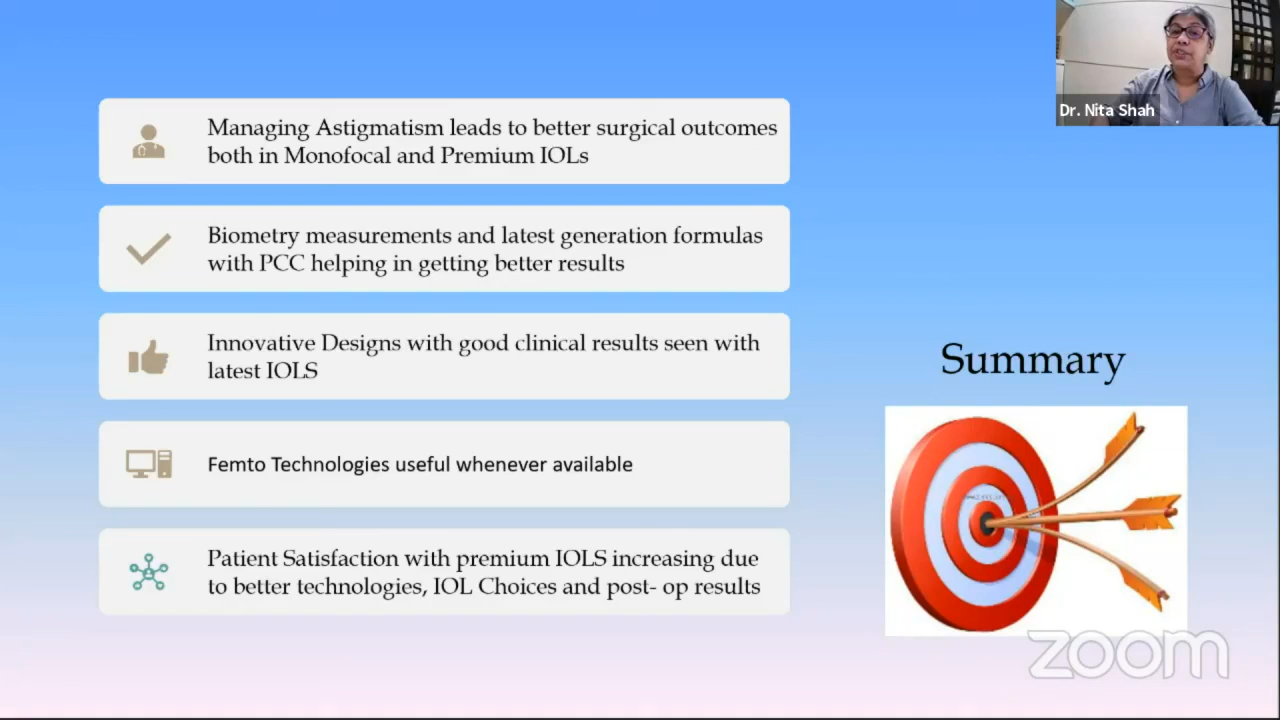 Dr. Nita Shah
Managing Astigmatism leads to better surgical outcomes
both in Monofocal and Premium IOLs
Biometry measurements and latest generation formulas
with PCC helping in getting better results
Innovative Designs with good clinical results seen with
latest IOLS
Femto Technologies useful whenever available
Patient Satisfaction with premium IOLS increasing due
to better technologies, IOL Choices and post- op results
Summary
zoom